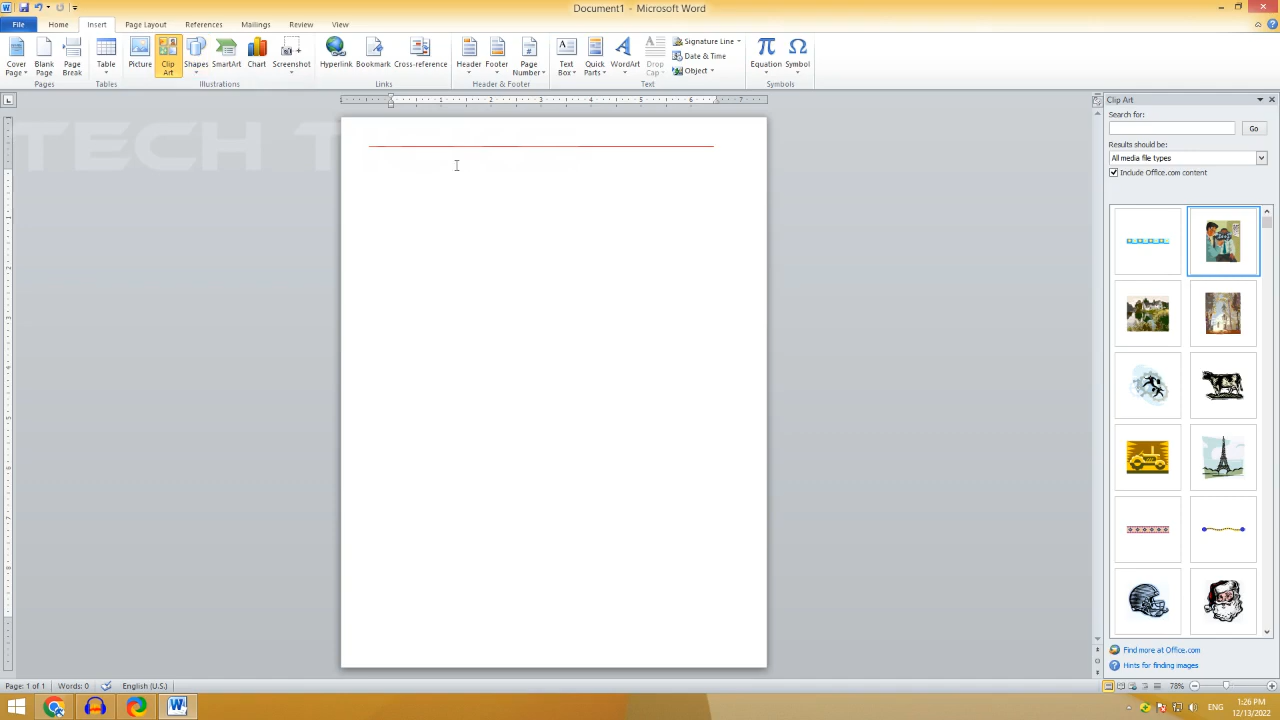 Document1 - Microsoft Word
File Home Insert Page Layout References Mailings Review View
Cover Page Blank Page Page Break Table Picture Clip Art Shapes SmartArt Chart Screenshot Hyperlink Bookmark Cross-reference Header Footer Page Number Text Box Quick Parts WordArt Drop Cap Signature Line Date & Time Object Equation Symbol
Pages Tables Illustrations Links Header & Footer Text Symbols
TECH T
Clip Art
Search for:
Go
Results should be:
All media file types
Include Office.com content
Find more at Office.com
Hints for finding images
Page: 1 of 1 Words: 0 English (U.S.) 78%
ENG 1:26 PM
12/13/2022